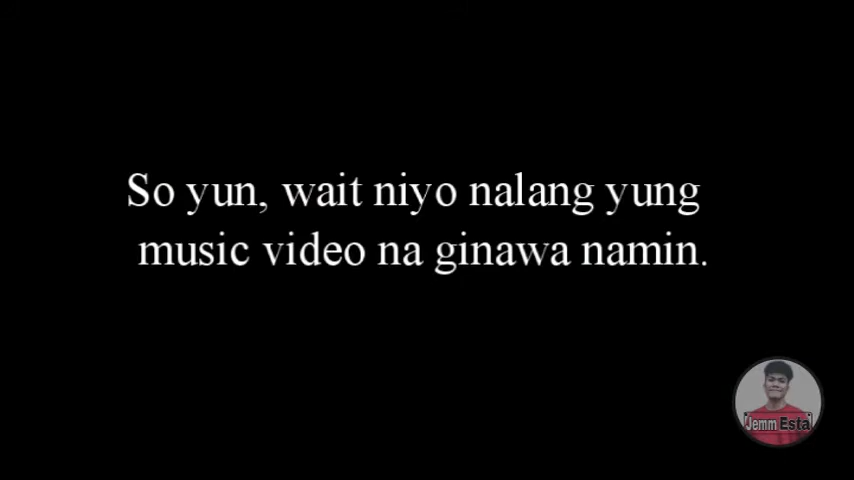 So yun, wait niyo nalang yung
music video na ginawa namin.
Jemm Esta